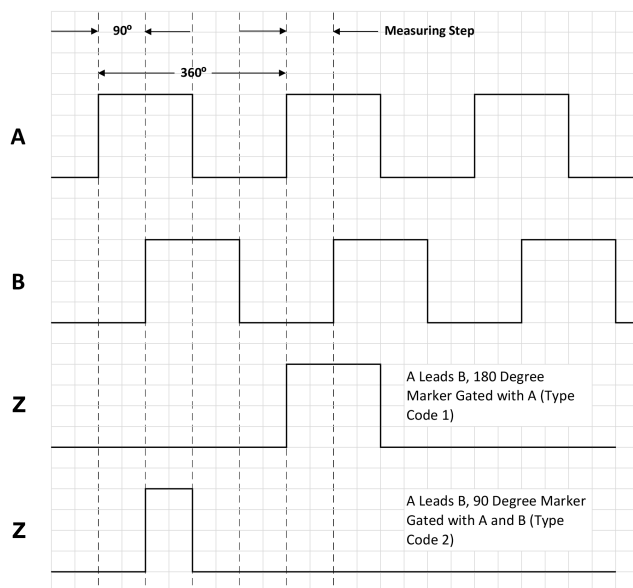 90º
Measuring Step
360º
A
B
A Leads B, 180 Degree
Marker Gated with A (Type
Code 1)
Z
A Leads B, 90 Degree Marker
Gated with A and B (Type
Code 2)
Z